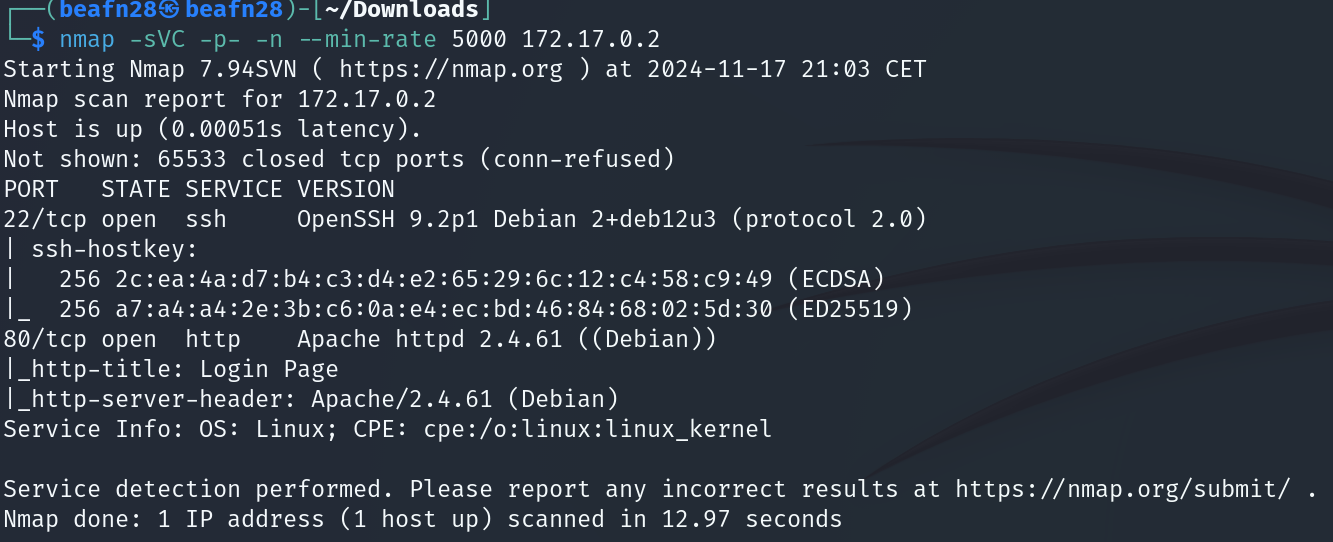 ┌──(beafn28㉿beafn28)-[~/Downloads]
└─$ nmap -sVC -p- -n --min-rate 5000 172.17.0.2
Starting Nmap 7.94SVN ( https://nmap.org ) at 2024-11-17 21:03 CET
Nmap scan report for 172.17.0.2
Host is up (0.00051s latency).
Not shown: 65533 closed tcp ports (conn-refused)
PORT   STATE SERVICE VERSION
22/tcp open  ssh     OpenSSH 9.2p1 Debian 2+deb12u3 (protocol 2.0)
| ssh-hostkey:
|   256 2c:ea:4a:d7:b4:c3:d4:e2:65:29:6c:12:c4:58:c9:49 (ECDSA)
|_  256 a7:a4:a4:2e:3b:c6:0a:e4:ec:bd:46:84:68:02:5d:30 (ED25519)
80/tcp open  http    Apache httpd 2.4.61 ((Debian))
|_http-title: Login Page
|_http-server-header: Apache/2.4.61 (Debian)
Service Info: OS: Linux; CPE: cpe:/o:linux:linux_kernel

Service detection performed. Please report any incorrect results at https://nmap.org/submit/ .
Nmap done: 1 IP address (1 host up) scanned in 12.97 seconds